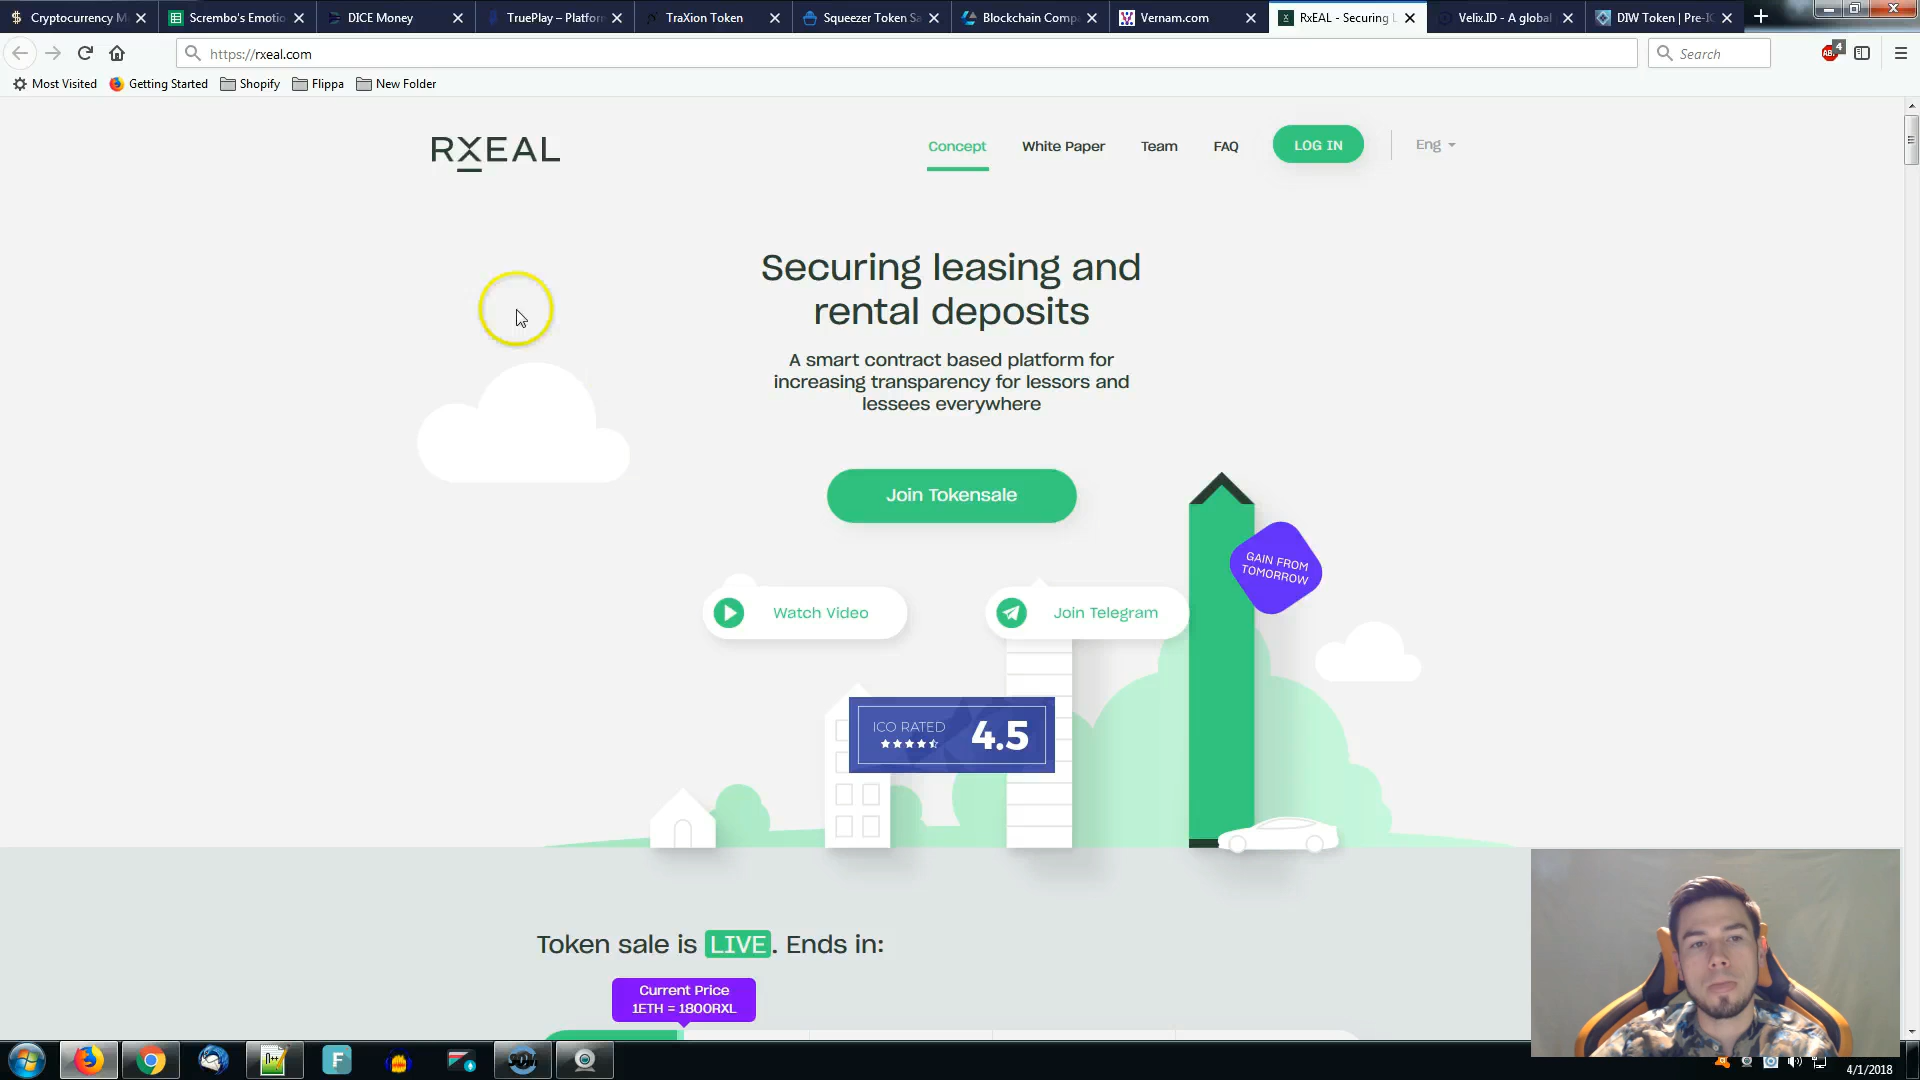 Cryptocurrency M
Scrembo's Emotio
DICE Money
TruePlay – Platforn
TraXion Token
Squeezer Token Sa
Blockchain Comp
Vernam.com
RxEAL - Securing L
Velix.ID - A global
DIW Token | Pre-IC
https://rxeal.com
Search
ABP
4
Most Visited
Getting Started
Shopify
Flippa
New Folder
RXEAL
Concept
White Paper
Team
FAQ
LOG IN
Eng
Securing leasing and
rental deposits
A smart contract based platform for
increasing transparency for lessors and
lessees everywhere
Join Tokensale
GAIN FROM
TOMORROW
Watch Video
Join Telegram
ICO RATED
4.5
Token sale is LIVE. Ends in:
Current Price
1ETH = 1800RXL
4/1/2018